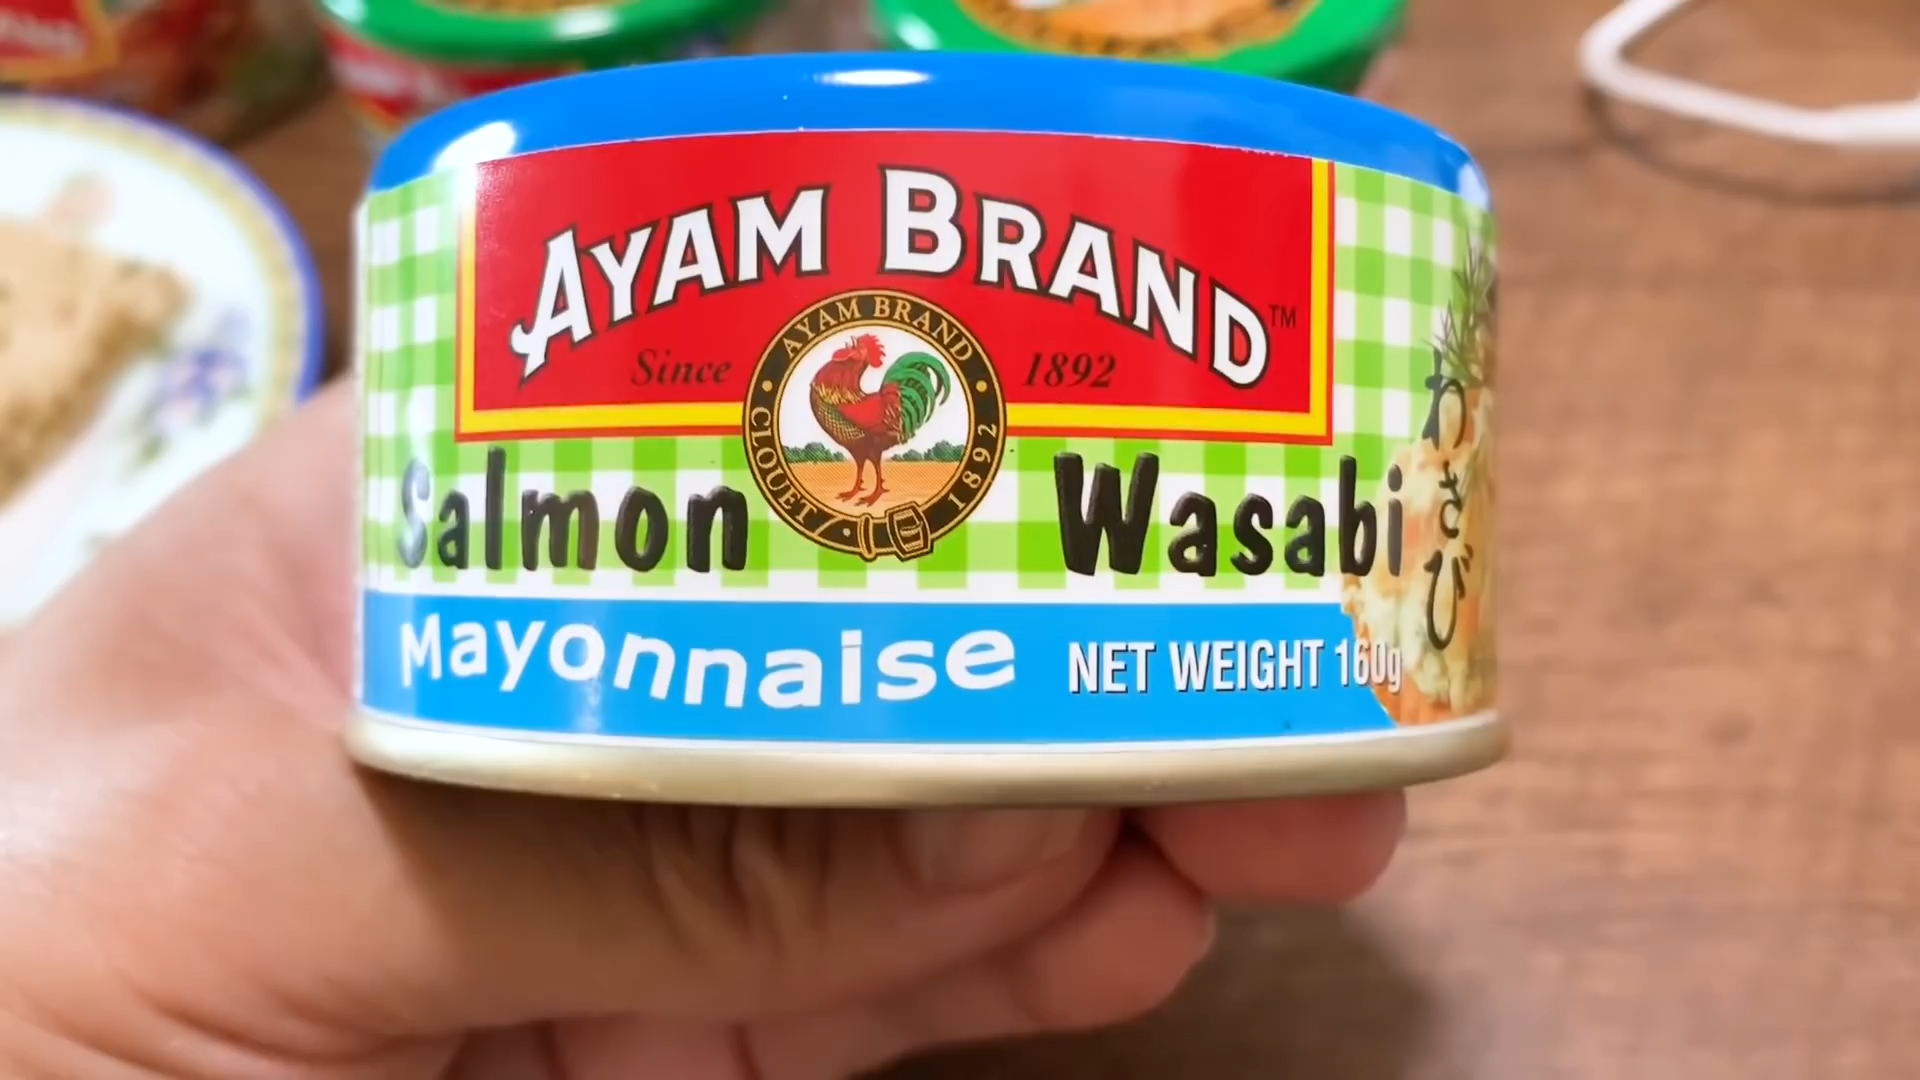 AYAM BRAND™
Since 1892
AYAM BRAND
CLOUET 1892
Salmon Wasabi
わさび
Mayonnaise
NET WEIGHT 160g